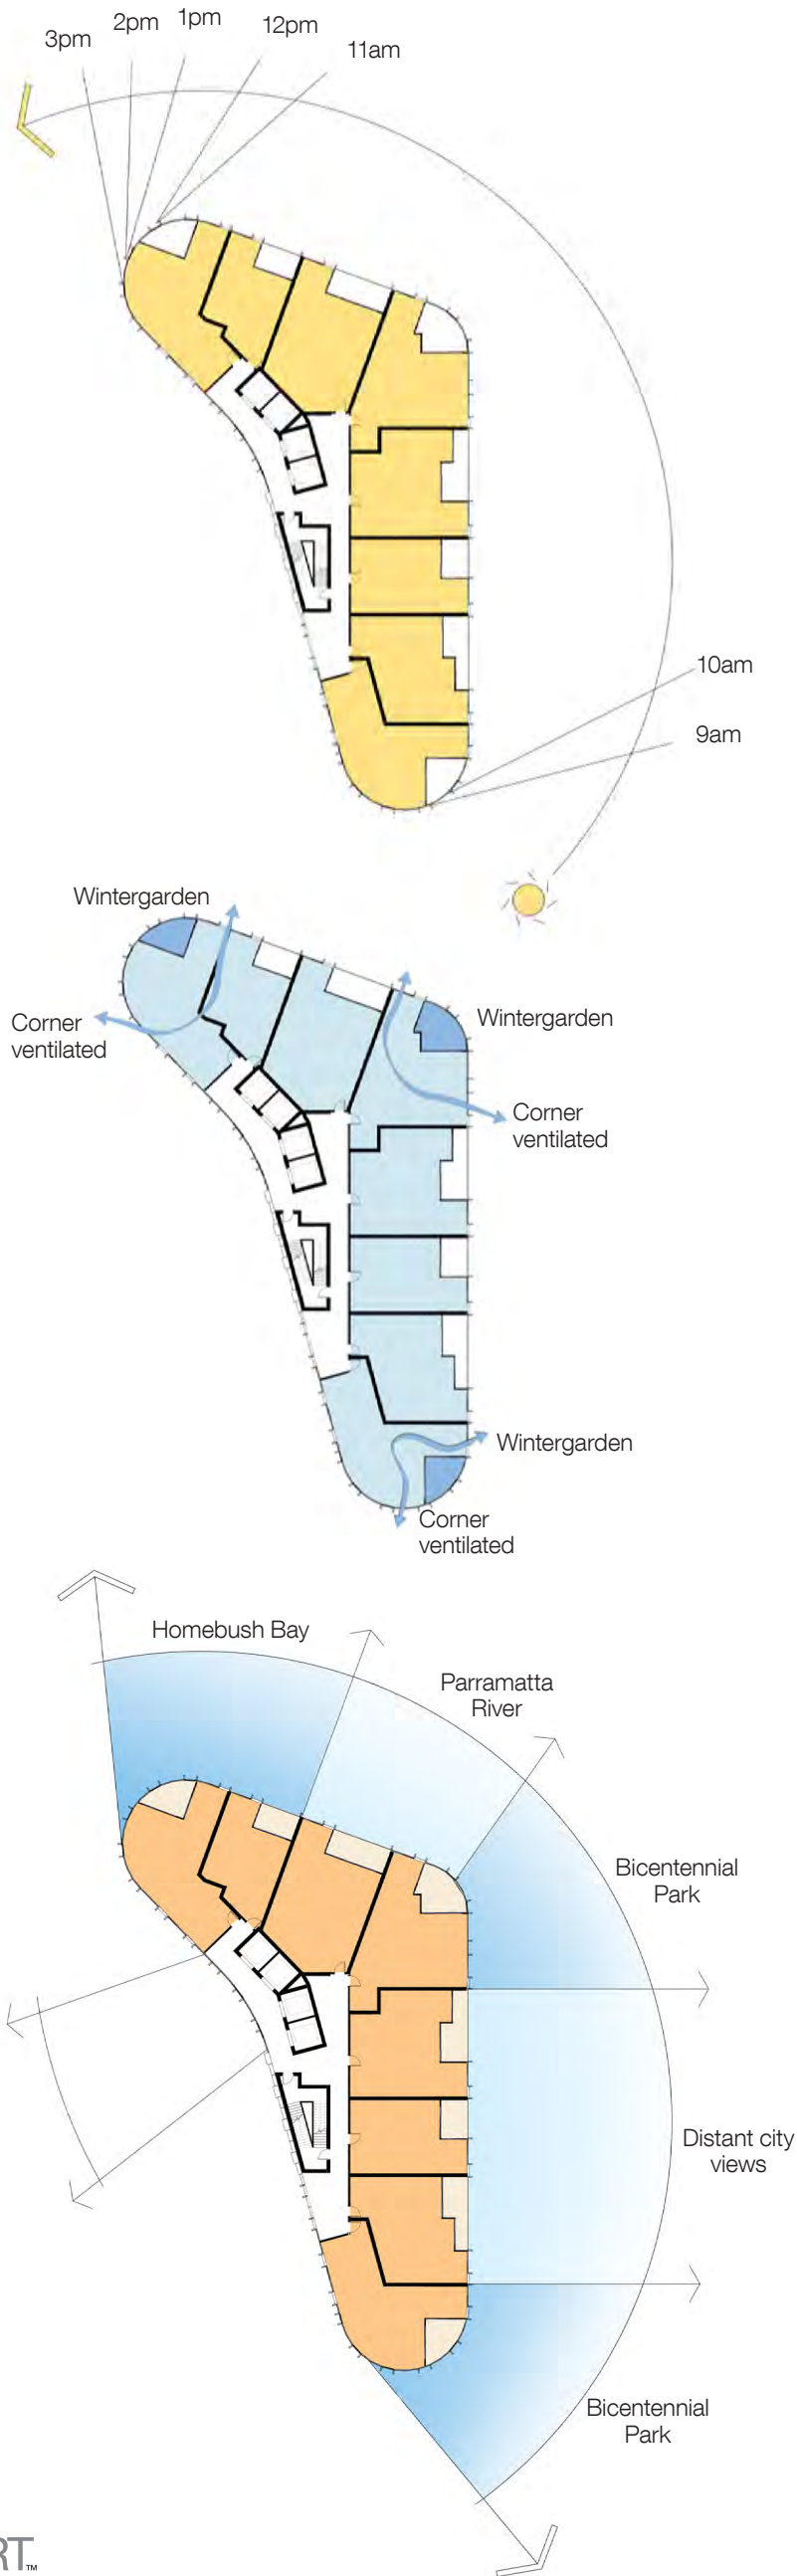 3pm
2pm
1pm
12pm
11am
10am
9am
Wintergarden
Corner
ventilated
Wintergarden
Corner
ventilated
Wintergarden
Corner
ventilated
Homebush Bay
Parramatta
River
Bicentennial
Park
Distant city
views
Bicentennial
Park
RT™